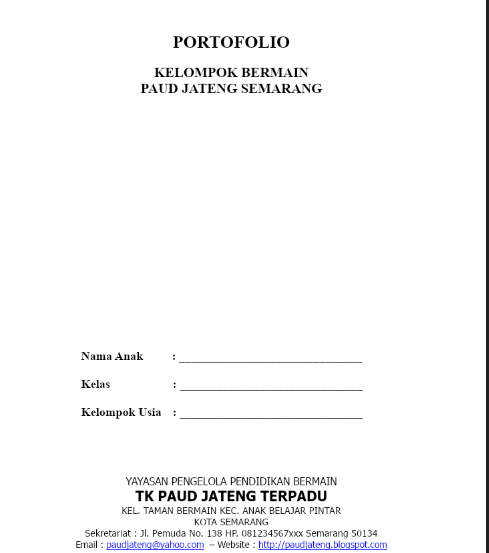 PORTOFOLIO
KELOMPOK BERMAIN
PAUD JATENG SEMARANG
Nama Anak : ______________________________
Kelas : ______________________________
Kelompok Usia : ______________________________
YAYASAN PENGELOLA PENDIDIKAN BERMAIN
TK PAUD JATENG TERPADU
KEL. TAMAN BERMAIN KEC. ANAK BELAJAR PINTAR
KOTA SEMARANG
Sekretariat : Jl. Pemuda No. 138 HP. 081234567xxx Semarang 50134
Email : paudjateng@yahoo.com – Website : http://paudjateng.blogspot.com